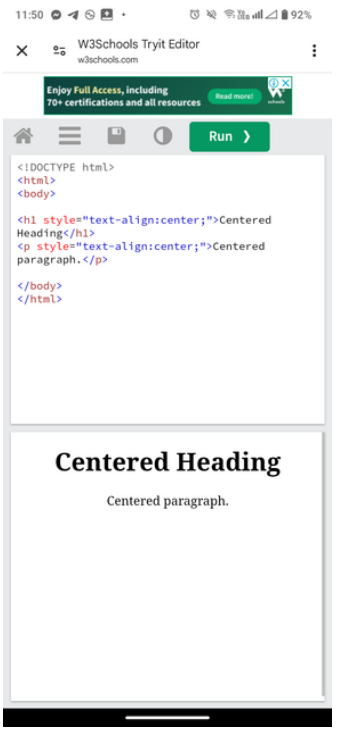 11:50
92%
W3Schools Tryit Editor
w3schools.com
Enjoy Full Access, including
70+ certifications and all resources
Read more!
schools
Run ❯
<!DOCTYPE html>
<html>
<body>
<h1 style="text-align:center;">Centered
Heading</h1>
<p style="text-align:center;">Centered
paragraph.</p>
</body>
</html>
Centered Heading
Centered paragraph.